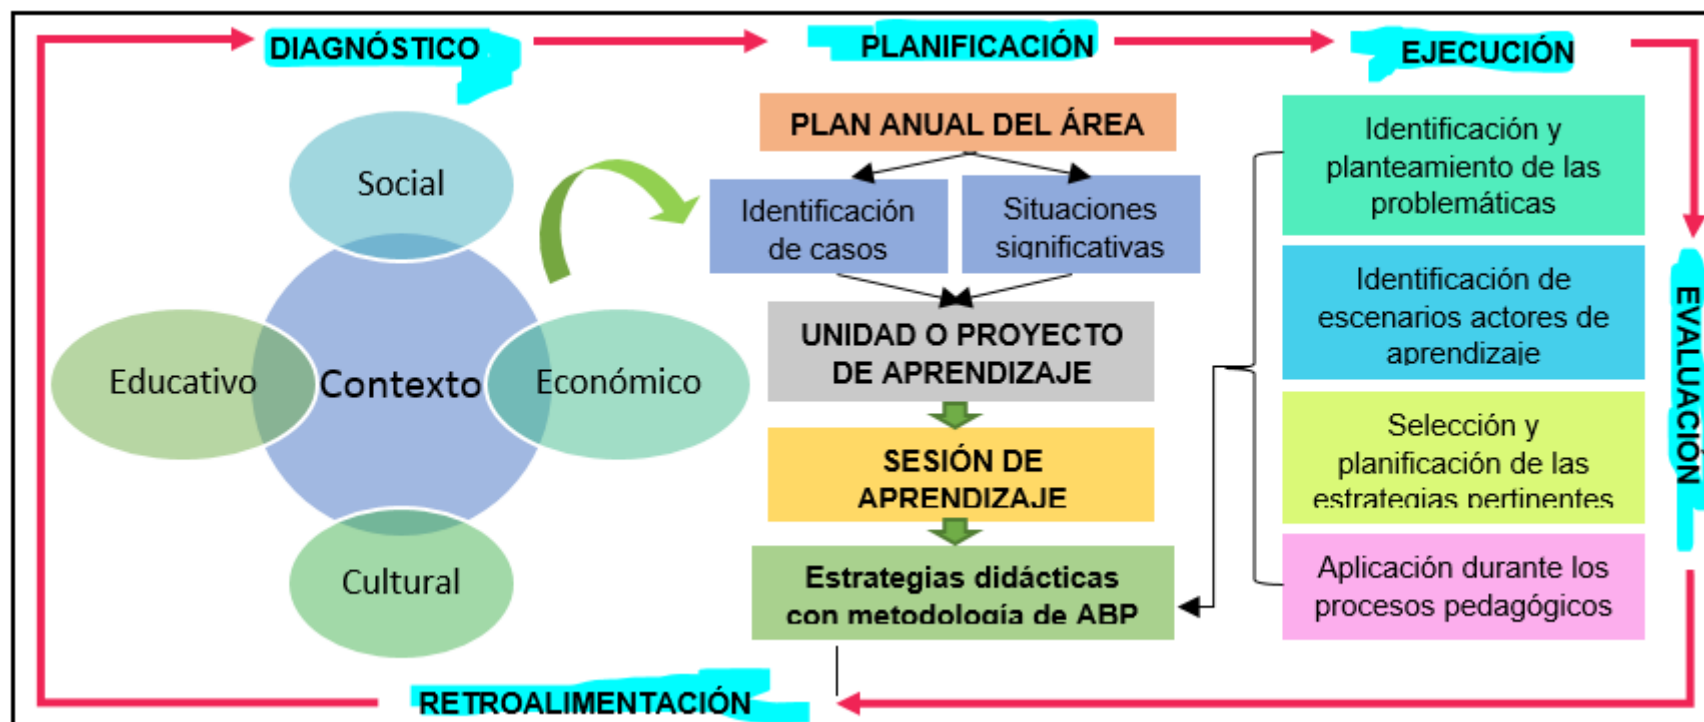 DIAGNÓSTICO
PLANIFICACIÓN
EJECUCIÓN
Social
Educativo
Contexto
Económico
Cultural
PLAN ANUAL DEL ÁREA
Identificación
de casos
Situaciones
significativas
UNIDAD O PROYECTO
DE APRENDIZAJE
SESIÓN DE
APRENDIZAJE
Estrategias didácticas
con metodología de ABP
Identificación y
planteamiento de las
problemáticas
Identificación de
escenarios actores de
aprendizaje
Selección y
planificación de las
estrategias pertinentes
Aplicación durante los
procesos pedagógicos
EVALUACIÓN
RETROALIMENTACIÓN